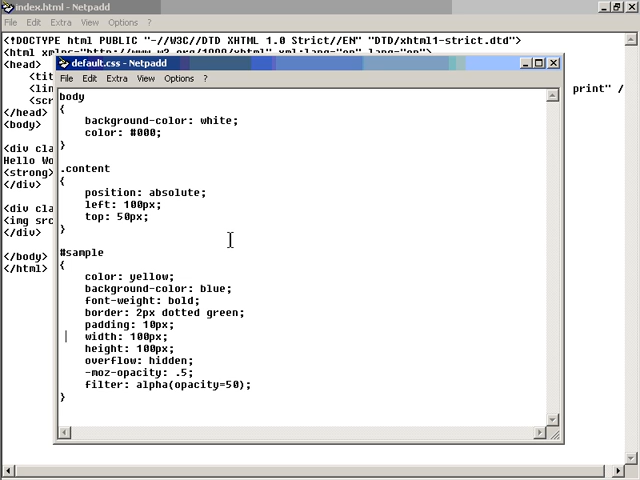 index.html - Netpadd
File Edit Extra View Options ?
<!DOCTYPE html PUBLIC "-//W3C//DTD XHTML 1.0 Strict//EN" "DTD/xhtml1-strict.dtd">
<html xmlns="http://www.w3.org/1999/xhtml" xml:lang="en" lang="en">
<head>
<tit
<lin print" /
<scr
</head>
<body>
<div cla
Hello Wo
<strong>
</div>
<div cla
<img src
</div>
</body>
</html>
default.css - Netpadd
File Edit Extra View Options ?
body
{
background-color: white;
color: #000;
}
.content
{
position: absolute;
left: 100px;
top: 50px;
}
#sample
{
color: yellow;
background-color: blue;
font-weight: bold;
border: 2px dotted green;
padding: 10px;
width: 100px;
height: 100px;
overflow: hidden;
-moz-opacity: .5;
filter: alpha(opacity=50);
}